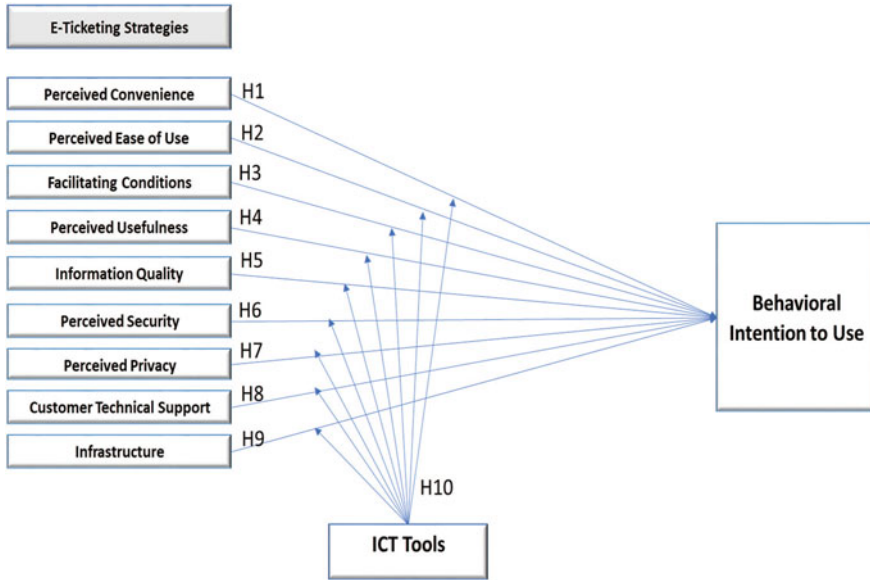 E-Ticketing Strategies
Perceived Convenience
H1
Perceived Ease of Use
H2
Facilitating Conditions
H3
Perceived Usefulness
H4
Information Quality
H5
Perceived Security
H6
Perceived Privacy
H7
Customer Technical Support
H8
Infrastructure
H9
Behavioral
Intention to Use
H10
ICT Tools